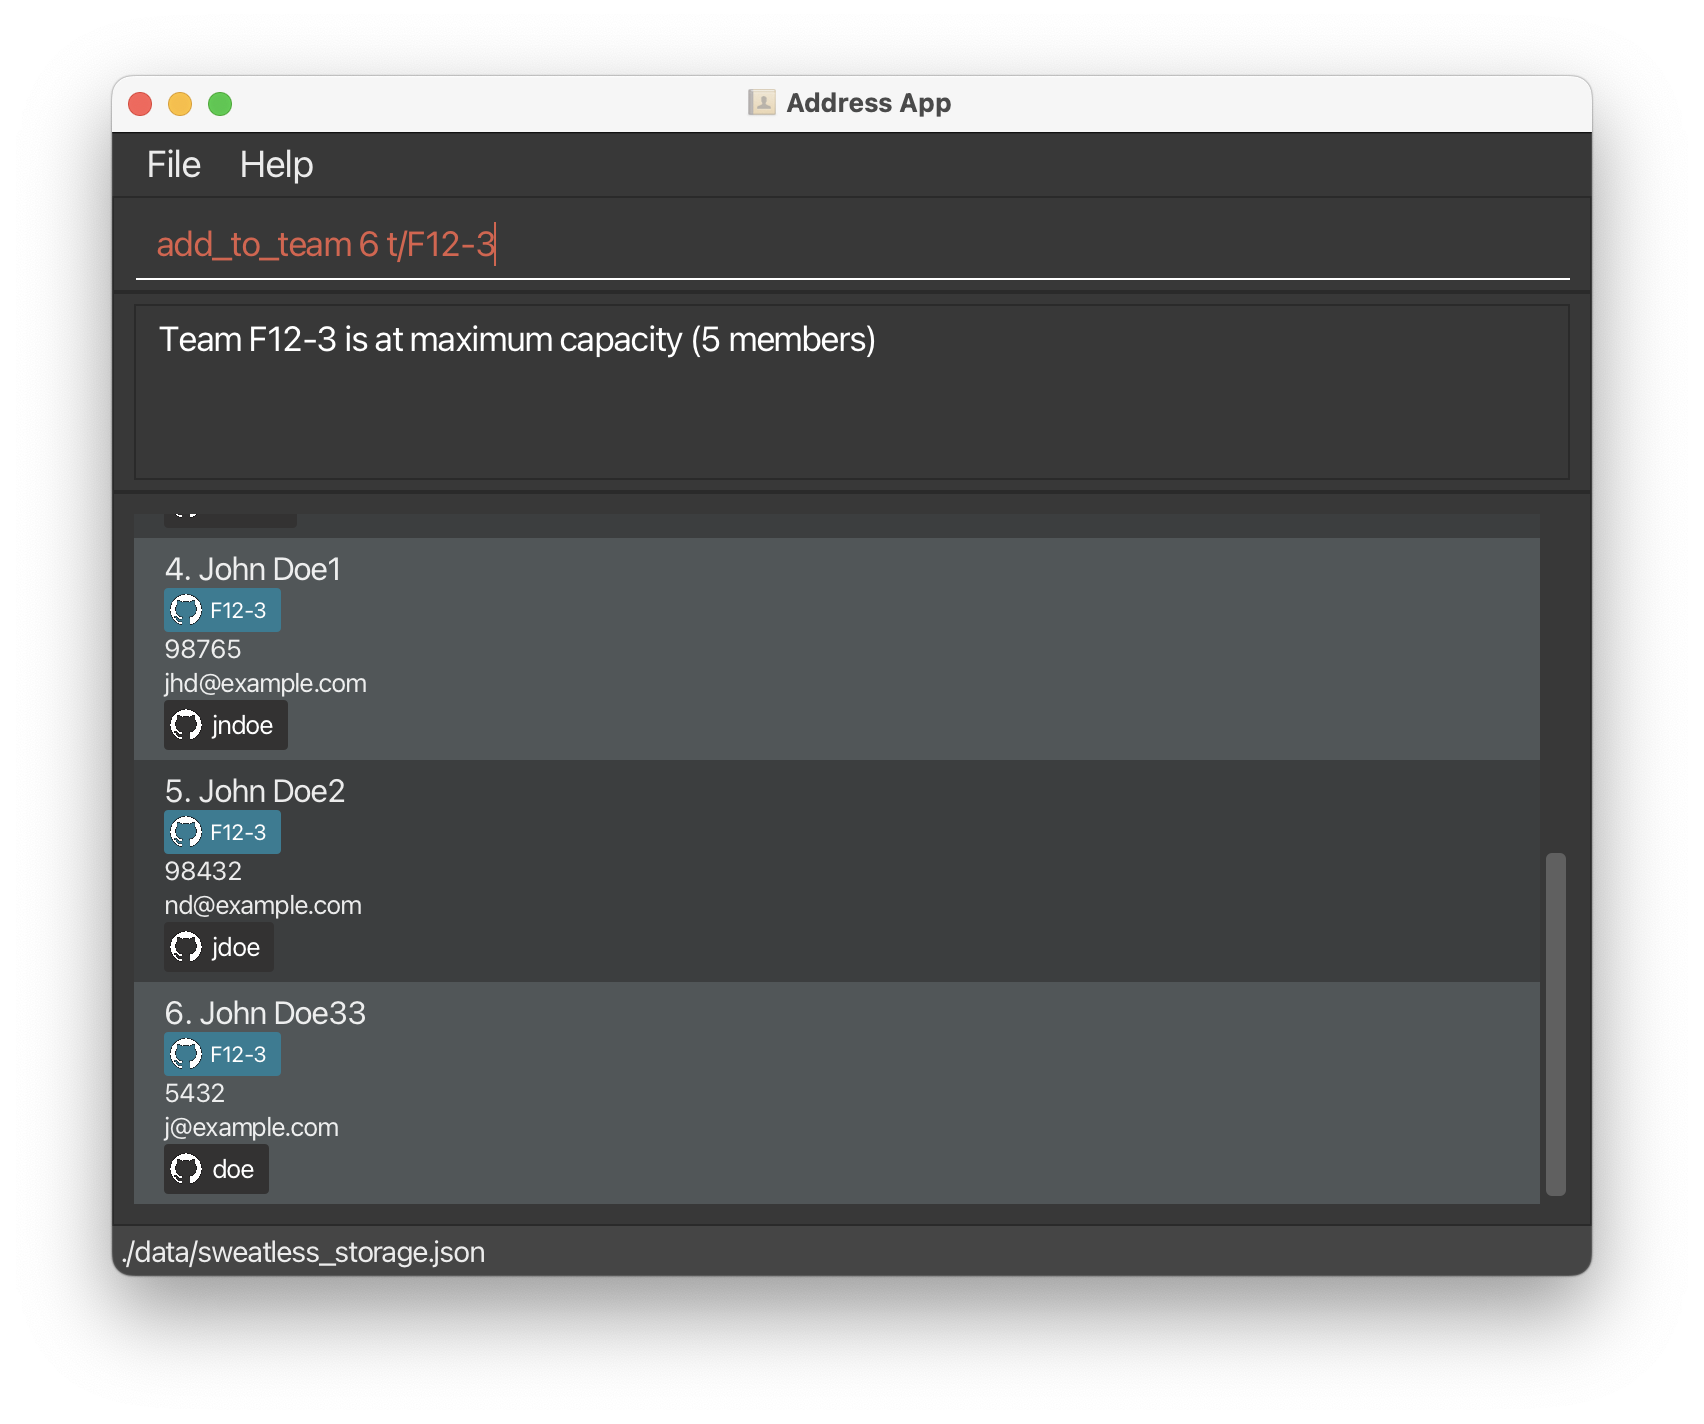 Address App
File Help
add_to_team 6 t/F12-3
Team F12-3 is at maximum capacity (5 members)
4. John Doe1
F12-3
98765
jhd@example.com
jndoe
5. John Doe2
F12-3
98432
nd@example.com
jdoe
6. John Doe33
F12-3
5432
j@example.com
doe
./data/sweatless_storage.json